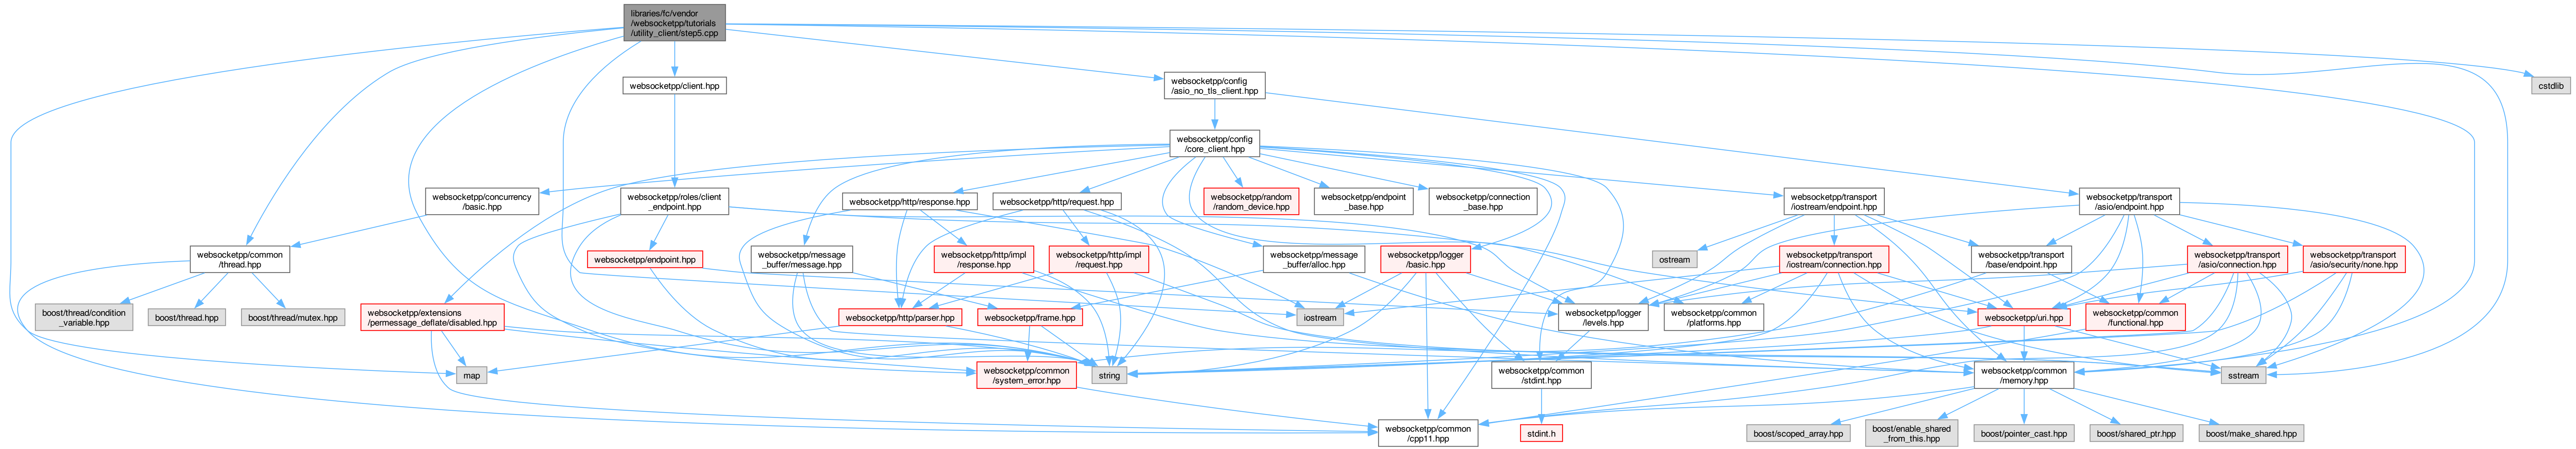 libraries/fc/vendor
/websocketpp/tutorials
/utility_client/step5.cpp
websocketpp/client.hpp
websocketpp/config
/asio_no_tls_client.hpp
cstdlib
websocketpp/config
/core_client.hpp
websocketpp/concurrency
/basic.hpp
websocketpp/roles/client
_endpoint.hpp
websocketpp/http/response.hpp
websocketpp/http/request.hpp
websocketpp/random
/random_device.hpp
websocketpp/endpoint
_base.hpp
websocketpp/connection
_base.hpp
websocketpp/transport
/iostream/endpoint.hpp
websocketpp/transport
/asio/endpoint.hpp
websocketpp/common
/thread.hpp
websocketpp/endpoint.hpp
websocketpp/message
_buffer/message.hpp
websocketpp/http/impl
/response.hpp
websocketpp/http/impl
/request.hpp
websocketpp/message
_buffer/alloc.hpp
websocketpp/logger
/basic.hpp
ostream
websocketpp/transport
/iostream/connection.hpp
websocketpp/transport
/base/endpoint.hpp
websocketpp/transport
/asio/connection.hpp
websocketpp/transport
/asio/security/none.hpp
boost/thread/condition
_variable.hpp
boost/thread.hpp
boost/thread/mutex.hpp
websocketpp/extensions
/permessage_deflate/disabled.hpp
websocketpp/http/parser.hpp
websocketpp/frame.hpp
iostream
websocketpp/logger
/levels.hpp
websocketpp/common
/platforms.hpp
websocketpp/uri.hpp
websocketpp/common
/functional.hpp
map
websocketpp/common
/system_error.hpp
string
websocketpp/common
/stdint.hpp
websocketpp/common
/memory.hpp
sstream
websocketpp/common
/cpp11.hpp
stdint.h
boost/scoped_array.hpp
boost/enable_shared
_from_this.hpp
boost/pointer_cast.hpp
boost/shared_ptr.hpp
boost/make_shared.hpp